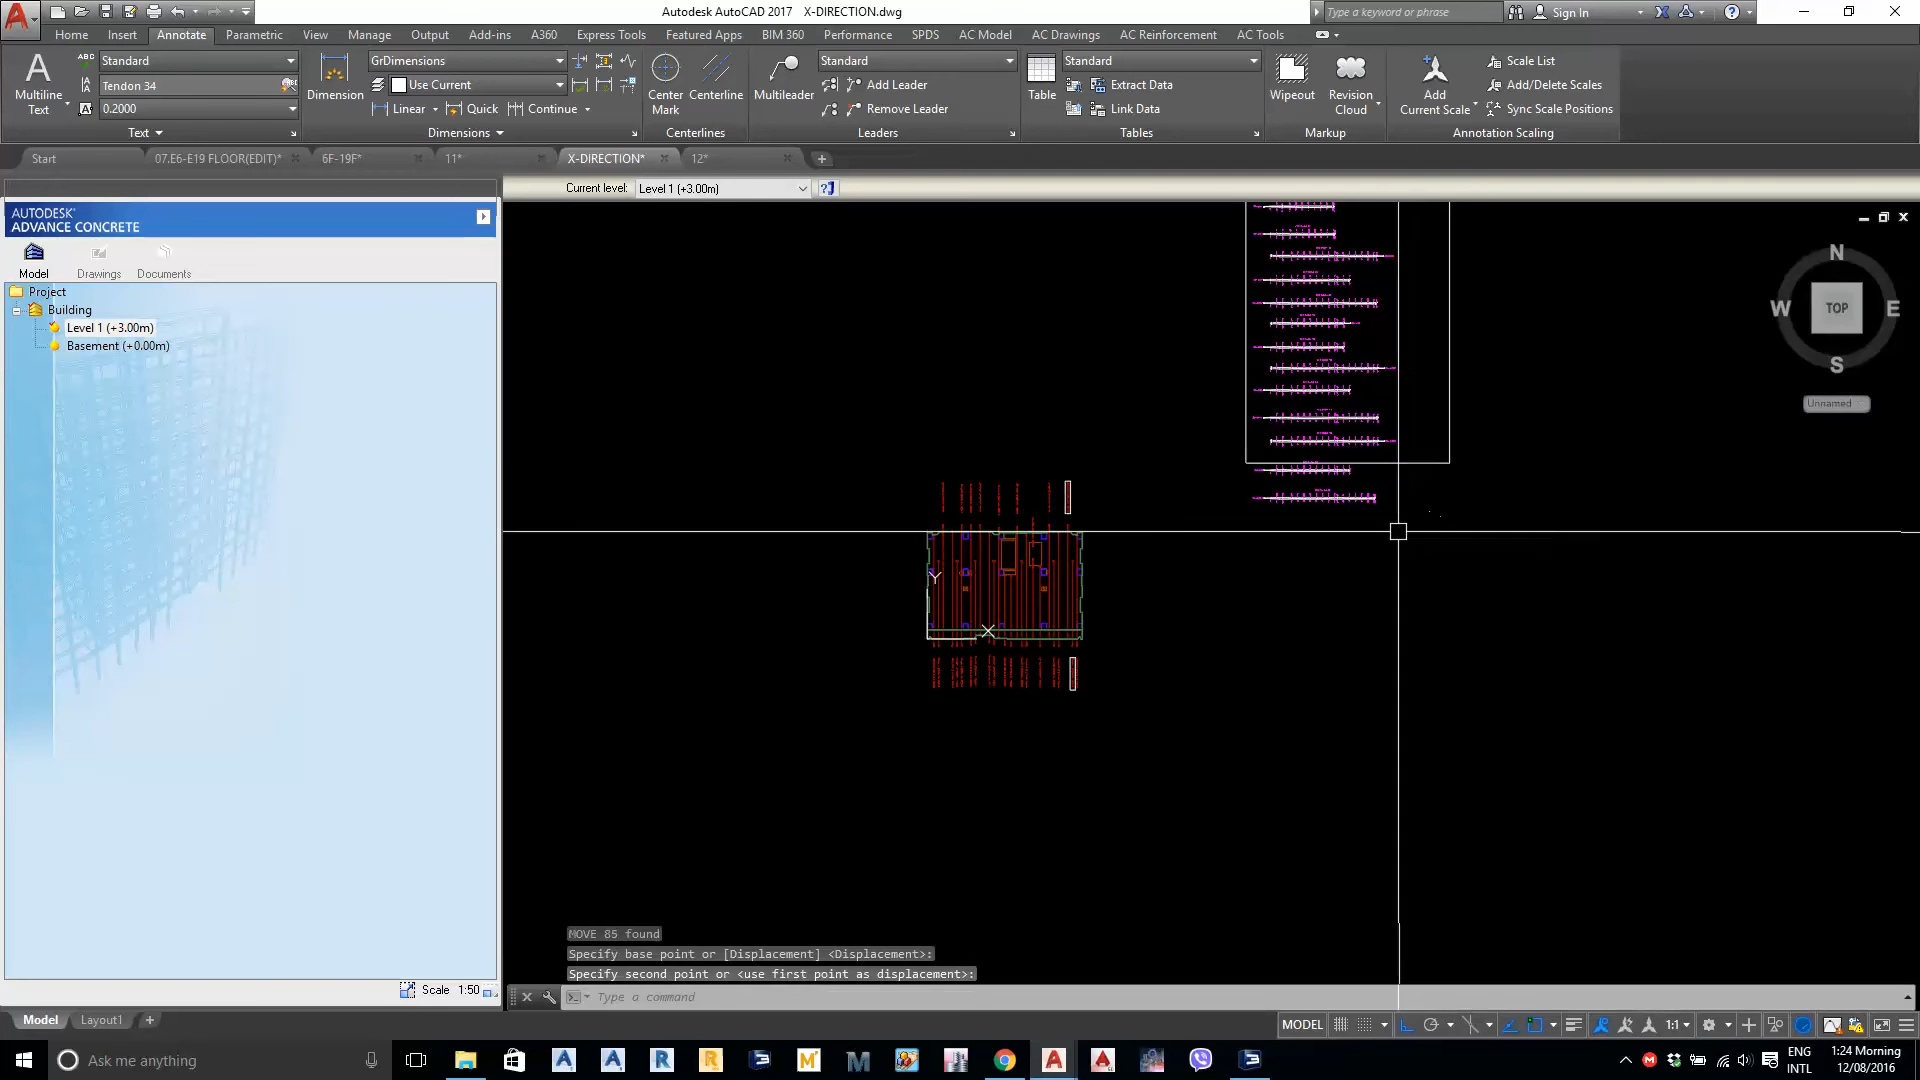 Autodesk AutoCAD 2017 X-DIRECTION.dwg
Type a keyword or phrase
Sign In
Home Insert Annotate Parametric View Manage Output Add-ins A360 Express Tools Featured Apps BIM 360 Performance SPDS AC Model AC Drawings AC Reinforcement AC Tools
Multiline Text
Standard
Tendon 34
0.2000
Text
Dimension
GrDimensions
Use Current
Linear Quick Continue
Dimensions
Center Mark
Centerline
Centerlines
Multileader
Standard
Add Leader
Remove Leader
Leaders
Table
Standard
Extract Data
Link Data
Tables
Wipeout
Revision Cloud
Markup
Add Current Scale
Scale List
Add/Delete Scales
Sync Scale Positions
Annotation Scaling
Start 07.E6-E19 FLOOR(EDIT)* 6F-19F* 11* X-DIRECTION* 12*
Current level: Level 1 (+3.00m)
AUTODESK®
ADVANCE CONCRETE
Model Drawings Documents
Project
Building
Level 1 (+3.00m)
Basement (+0.00m)
N
W TOP E
S
Unnamed
Y
X
MOVE 85 found
Specify base point or [Displacement] <Displacement>:
Specify second point or <use first point as displacement>:
Type a command
Scale 1:50
Model Layout1
MODEL 1:1
Ask me anything
ENG
INTL
1:24 Morning
12/08/2016